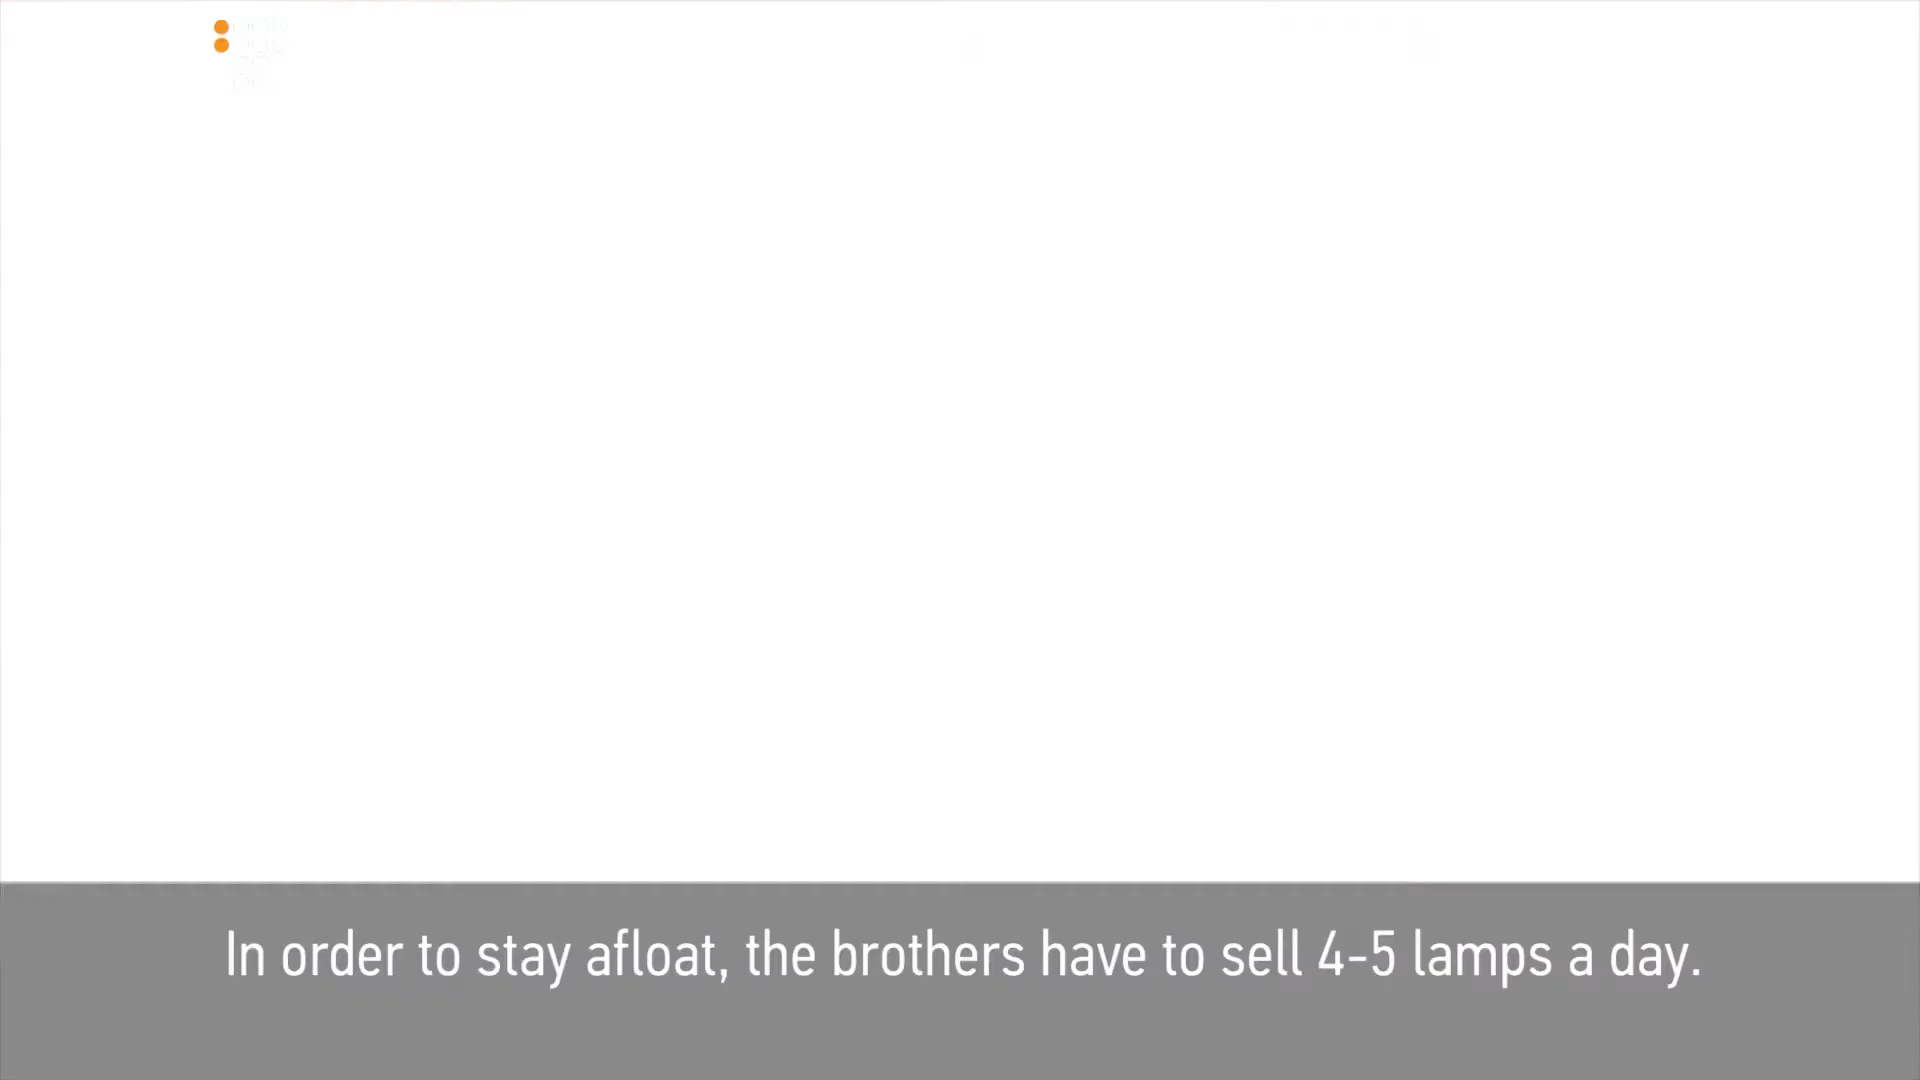 In order to stay afloat, the brothers have to sell 4-5 lamps a day.